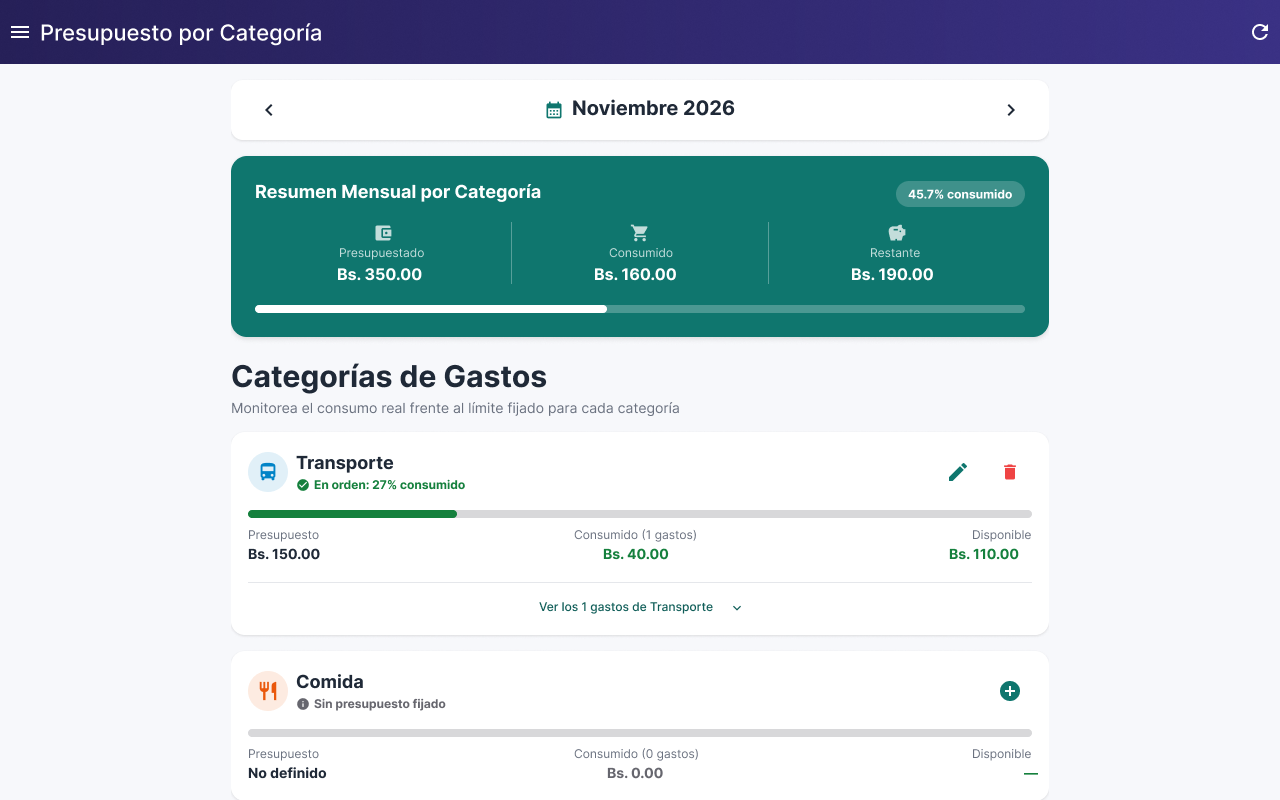 Presupuesto por Categoría
Noviembre 2026
Resumen Mensual por Categoría
45.7% consumido
Presupuestado
Consumido
Restante
Bs. 350.00
Bs. 160.00
Bs. 190.00
Categorías de Gastos
Monitorea el consumo real frente al límite fijado para cada categoría
Transporte
En orden: 27% consumido
Presupuesto
Consumido (1 gastos)
Disponible
Bs. 150.00
Bs. 40.00
Bs. 110.00
Ver los 1 gastos de Transporte
Comida
Sin presupuesto fijado
Presupuesto
Consumido (0 gastos)
Disponible
No definido
Bs. 0.00
—